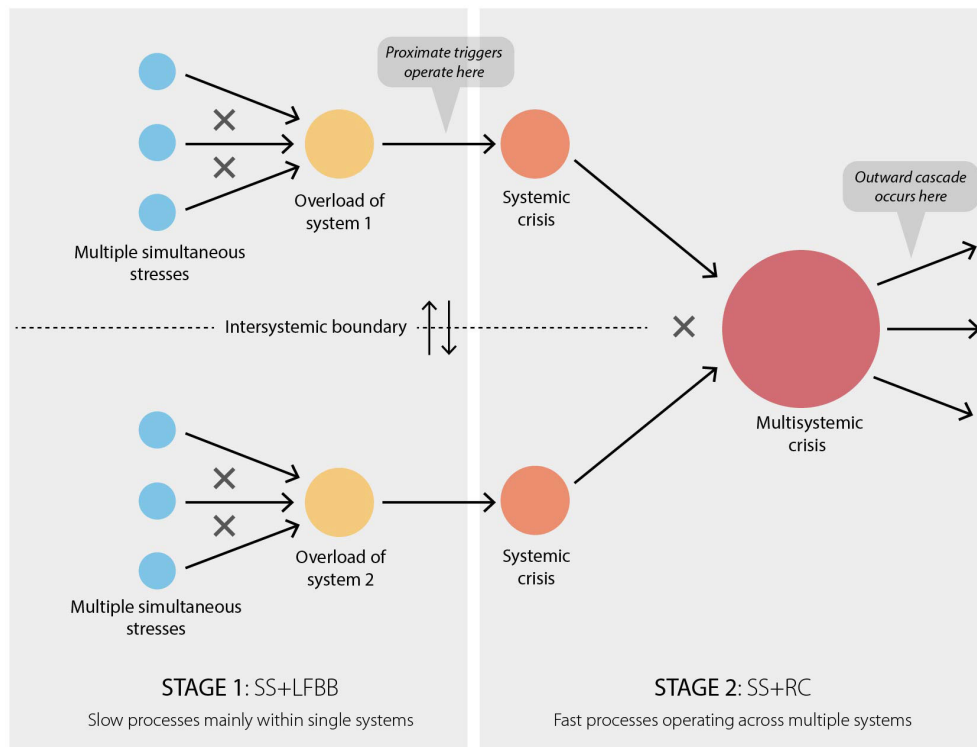 Proximate triggers
operate here
Overload of
system 1
Systemic
crisis
Multiple simultaneous
stresses
Outward cascade
occurs here
Intersystemic boundary
Multisystemic
crisis
Overload of
system 2
Systemic
crisis
Multiple simultaneous
stresses
STAGE 1: SS+LFBB
Slow processes mainly within single systems
STAGE 2: SS+RC
Fast processes operating across multiple systems